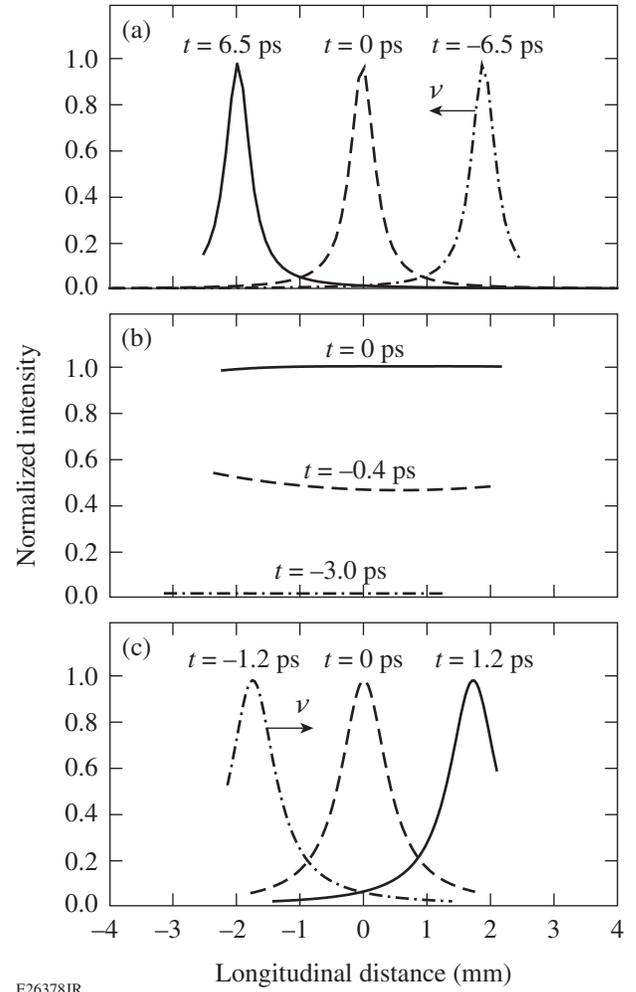 (a)
t = 6.5 ps t = 0 ps t = –6.5 ps
ν
1.0
0.8
0.6
0.4
0.2
0.0
(b)
t = 0 ps
1.0
0.8
0.6
t = –0.4 ps
0.4
0.2
t = –3.0 ps
0.0
Normalized intensity
(c)
t = –1.2 ps t = 0 ps t = 1.2 ps
ν
1.0
0.8
0.6
0.4
0.2
0.0
–4 –3 –2 –1 0 1 2 3 4
Longitudinal distance (mm)
E26378JR